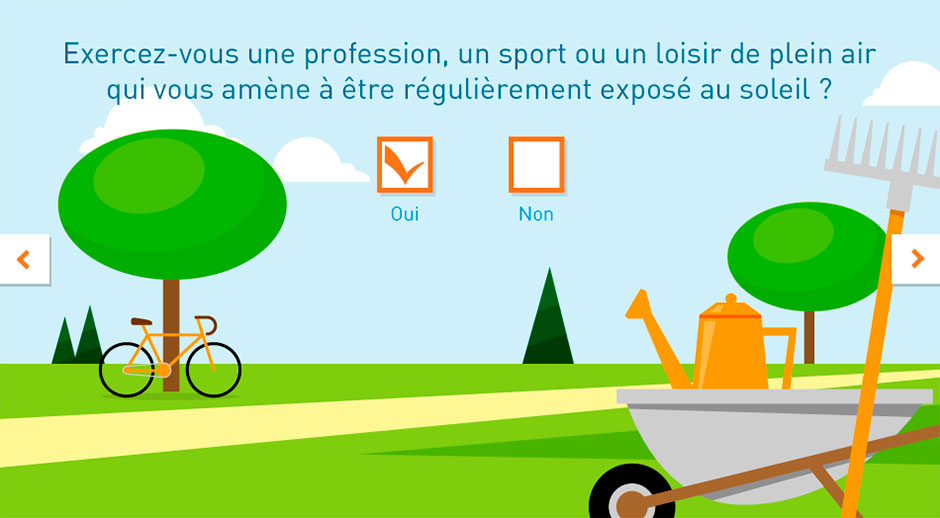 Exercez-vous une profession, un sport ou un loisir de plein air
qui vous amène à être régulièrement exposé au soleil ?
Oui
Non